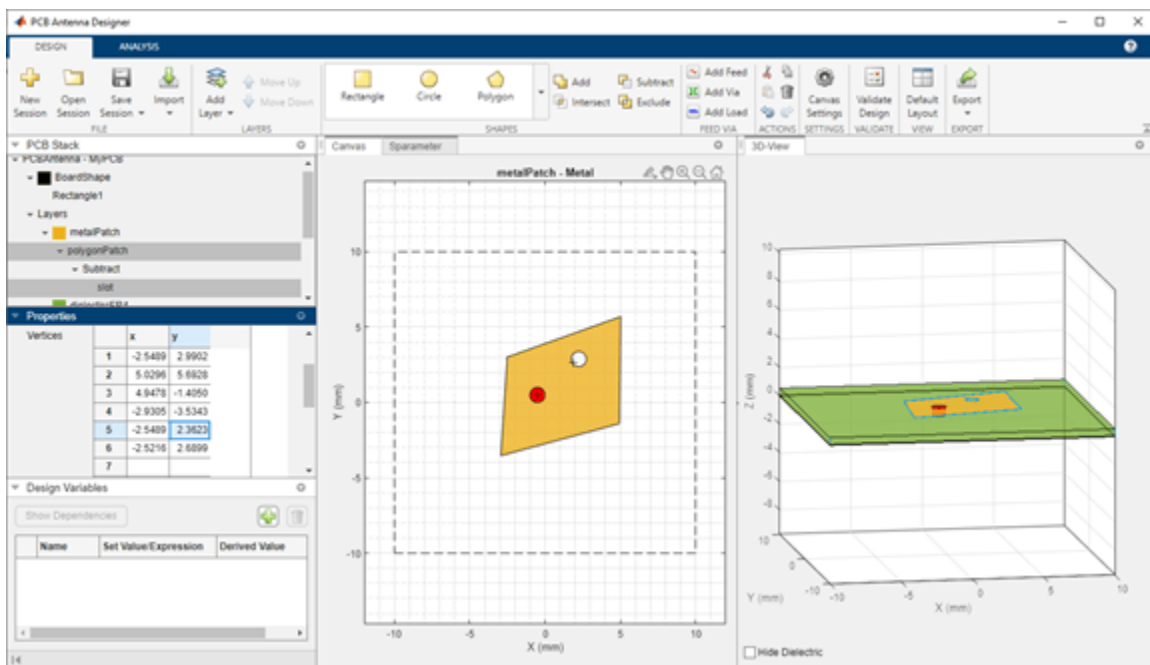 PCB Antenna Designer
DESIGN
ANALYSIS
New Session
Open Session
Save Session
Import
FILE
Add Layer
Move Up
Move Down
LAYERS
Rectangle
Circle
Polygon
Add
Subtract
Intersect
Exclude
SHAPES
Add Feed
Add Via
Add Load
FEED VIA
ACTIONS
Canvas Settings
SETTINGS
Validate Design
VALIDATE
Default Layout
VIEW
Export
EXPORT
PCB Stack
PCBAntenna - MyPCB
BoardShape
Rectangle1
Layers
metalPatch
polygonPatch
Subtract
slot
dielectricFR4
Properties
Vertices
x y
1 -2.5489 2.9902
2 5.0296 5.6928
3 4.9478 -1.4050
4 -2.9305 -3.5343
5 -2.5489 2.3623
6 -2.5216 2.6899
7
Design Variables
Show Dependencies
Name Set Value/Expression Derived Value
Canvas
Sparameter
metalPatch - Metal
10
5
0
-5
-10
Y (mm)
-10 -5 0 5 10
X (mm)
3D-View
10
8
6
4
2
0
-2
-4
-6
-8
Z (mm)
10
0
-10
Y (mm)
-10 -5 0 5 10
X (mm)
Hide Dielectric